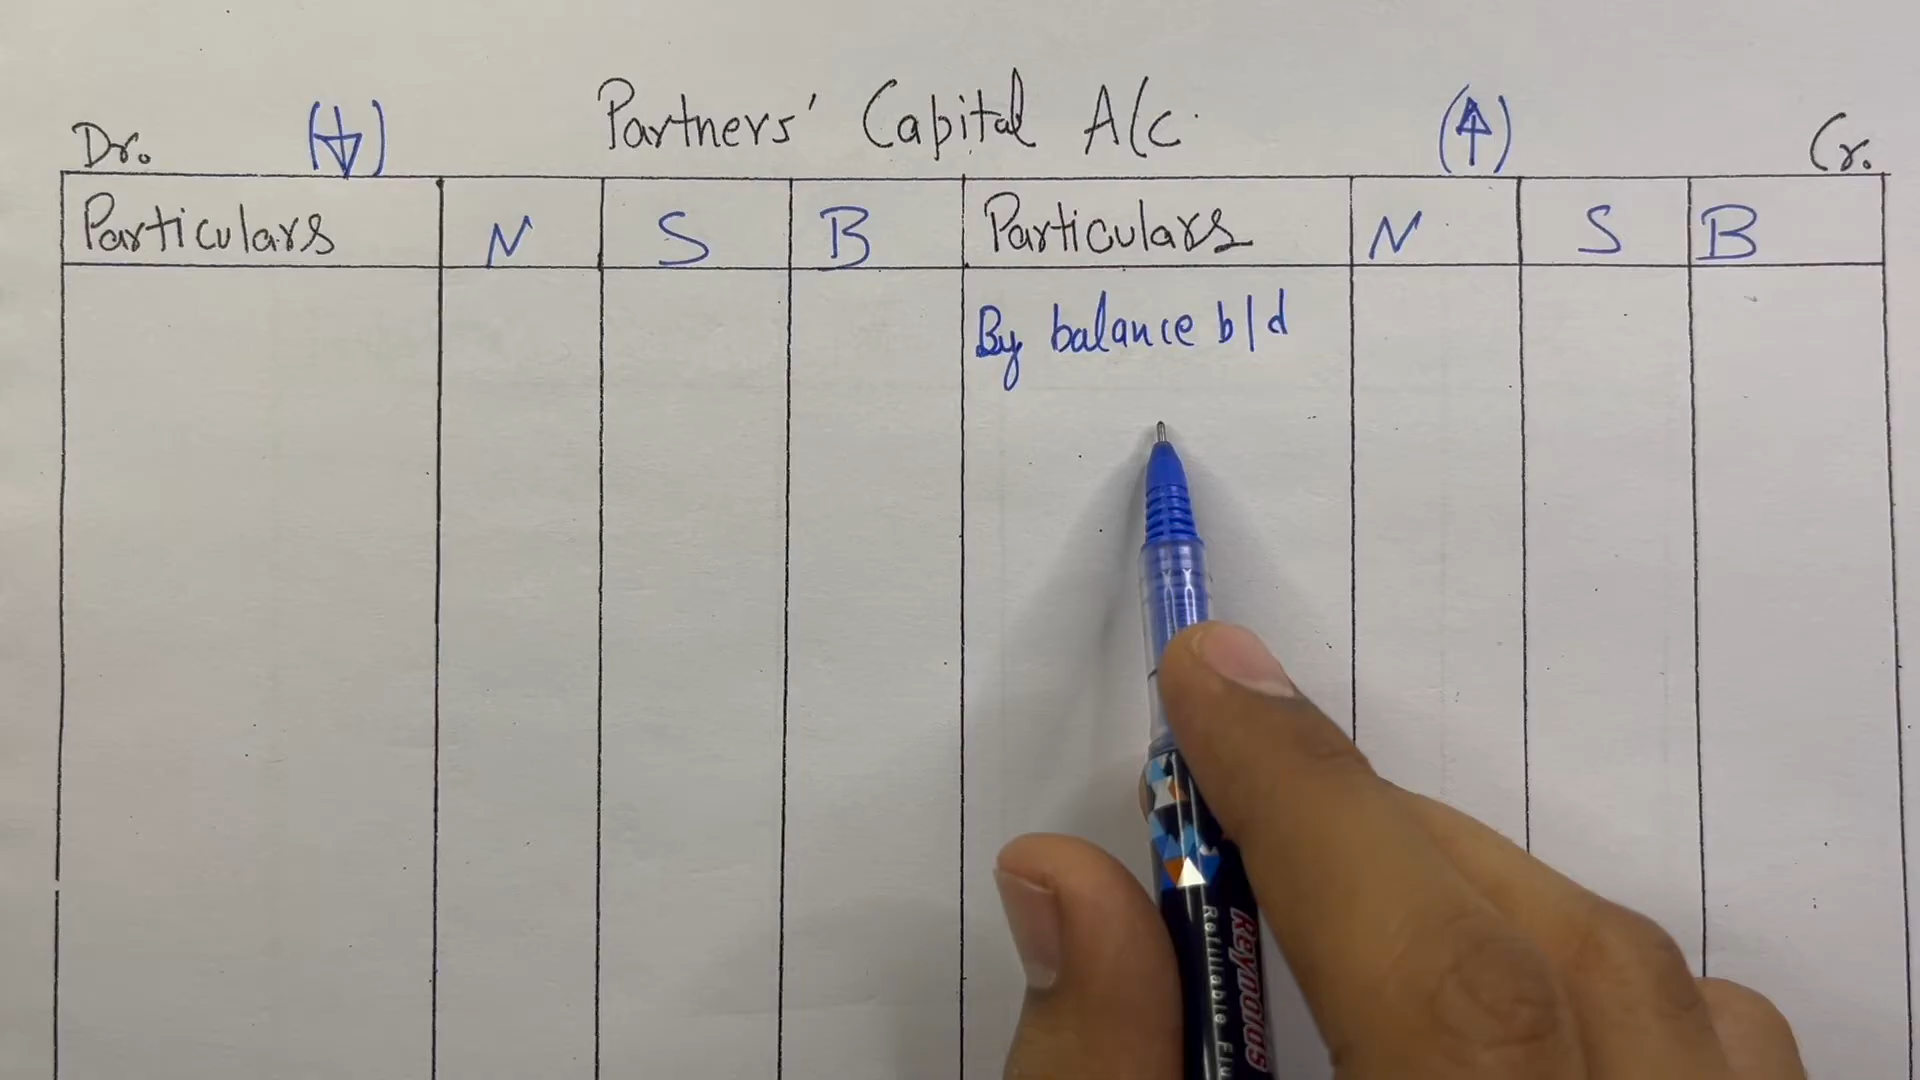 Partners' Capital A/c.
Dr. (↓) (↑) Cr.
Particulars N S B Particulars N S B
By balance b/d
Reynolds
Refillable